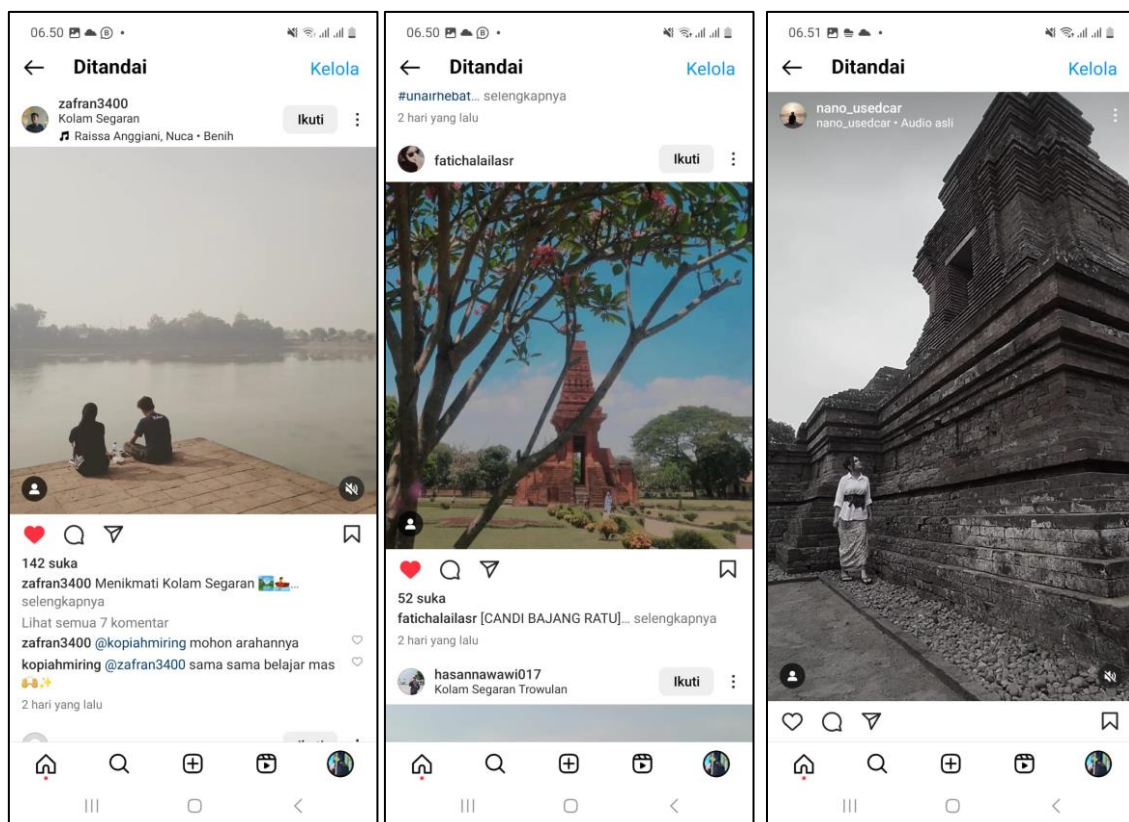 06.50
Ditandai
Kelola
zafran3400
Kolam Segaran
Raissa Anggiani, Nuca • Benih
Ikuti
142 suka
zafran3400 Menikmati Kolam Segaran 🏞️🚣...
selengkapnya
Lihat semua 7 komentar
zafran3400 @kopiahmiring mohon arahannya
kopiahmiring @zafran3400 sama sama belajar mas
🙌✨
2 hari yang lalu
06.50
Ditandai
Kelola
#unairhebat... selengkapnya
2 hari yang lalu
fatichalailasr
Ikuti
52 suka
fatichalailasr [CANDI BAJANG RATU]... selengkapnya
2 hari yang lalu
hasannawawi017
Kolam Segaran Trowulan
Ikuti
06.51
Ditandai
Kelola
nano_usedcar
nano_usedcar • Audio asli